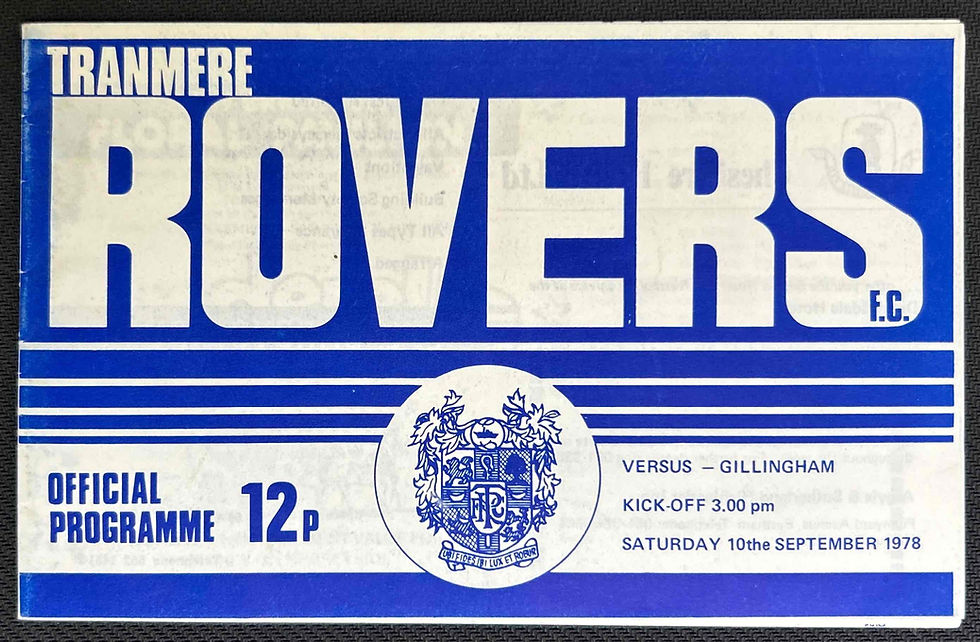 TRANMERE
ROVERS
F.C.
OFFICIAL
PROGRAMME
12P
UBI FIDES IBI LUX ET ROBUR
VERSUS – GILLINGHAM
KICK-OFF 3.00 pm
SATURDAY 10the SEPTEMBER 1978